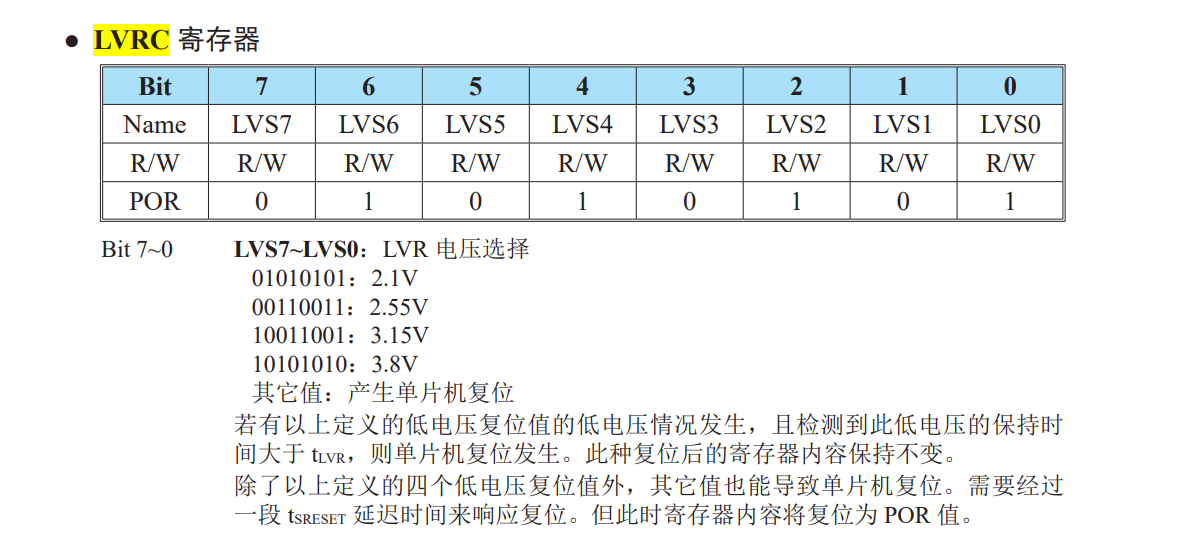 ● LVRC 寄存器
Bit 7 6 5 4 3 2 1 0
Name LVS7 LVS6 LVS5 LVS4 LVS3 LVS2 LVS1 LVS0
R/W R/W R/W R/W R/W R/W R/W R/W R/W
POR 0 1 0 1 0 1 0 1
Bit 7~0 LVS7~LVS0：LVR 电压选择
01010101：2.1V
00110011：2.55V
10011001：3.15V
10101010：3.8V
其它值：产生单片机复位
若有以上定义的低电压复位值的低电压情况发生，且检测到此低电压的保持时
间大于 tLVR，则单片机复位发生。此种复位后的寄存器内容保持不变。
除了以上定义的四个低电压复位值外，其它值也能导致单片机复位。需要经过
一段 tSRESET 延迟时间来响应复位。但此时寄存器内容将复位为 POR 值。